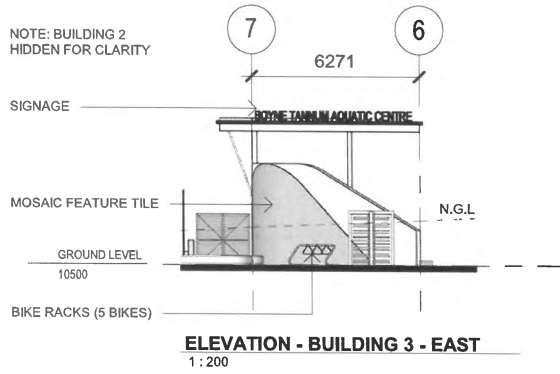 NOTE: BUILDING 2
HIDDEN FOR CLARITY
7
6
6271
SIGNAGE
BOYNE TANNUM AQUATIC CENTRE
MOSAIC FEATURE TILE
N.G.L
GROUND LEVEL
10500
BIKE RACKS (5 BIKES)
ELEVATION - BUILDING 3 - EAST
1 : 200